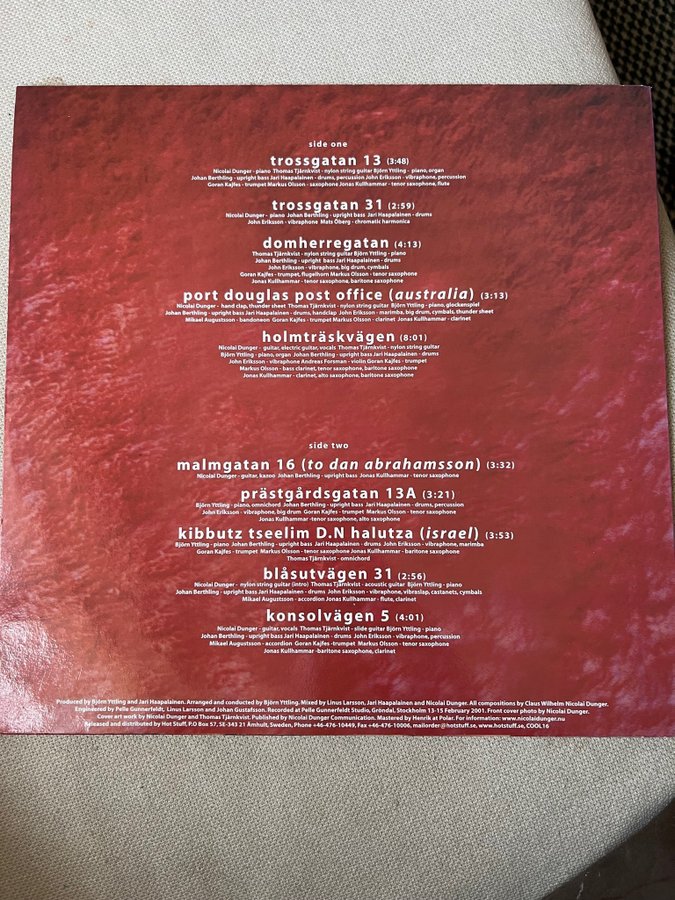 side one
trossgatan 13 (3:48)
Nicolai Dunger - piano Thomas Tjärnkvist - nylon string guitar Björn Yttling - piano, organ
Johan Berthling - upright bass Jari Haapalainen - drums, percussion John Eriksson - vibraphone, percussion
Goran Kajfes - trumpet Markus Olsson - saxophone Jonas Kullhammar - tenor saxophone, flute
trossgatan 31 (2:59)
Nicolai Dunger - piano Johan Berthling - upright bass Jari Haapalainen - drums
John Eriksson - vibraphone Mats Öberg - chromatic harmonica
domherregatan (4:13)
Thomas Tjärnkvist - nylon string guitar Björn Yttling - piano
Johan Berthling - upright bass Jari Haapalainen - drums
John Eriksson - vibraphone, big drum, cymbals
Goran Kajfes - trumpet, flugelhorn Markus Olsson - tenor saxophone
Jonas Kullhammar - tenor saxophone, baritone saxophone
port douglas post office (australia) (3:13)
Nicolai Dunger - hand clap, thunder sheet Thomas Tjärnkvist - nylon string guitar Björn Yttling - piano, glockenspiel
Johan Berthling - upright bass Jari Haapalainen - drums, handclap John Eriksson - marimba, big drum, cymbals, thunder sheet
Mikael Augustsson - bandoneon Goran Kajfes - trumpet Markus Olsson - clarinet Jonas Kullhammar - clarinet
holmträskvägen (8:01)
Nicolai Dunger - guitar, electric guitar, vocals Thomas Tjärnkvist - nylon string guitar
Björn Yttling - piano, organ Johan Berthling - upright bass Jari Haapalainen - drums
John Eriksson - vibraphone Andreas Forsman - violin Goran Kajfes - trumpet
Markus Olsson - bass clarinet, tenor saxophone, baritone saxophone
Jonas Kullhammar - clarinet, alto saxophone, baritone saxophone
side two
malmgatan 16 (to dan abrahamsson) (3:32)
Nicolai Dunger - guitar, kazoo Johan Berthling - upright bass Jonas Kullhammar - tenor saxophone
prästgårdsgatan 13A (3:21)
Björn Yttling - piano, omnichord Johan Berthling - upright bass Jari Haapalainen - drums, percussion
John Eriksson - vibraphone, big drum Goran Kajfes - trumpet Markus Olsson - tenor saxophone
Jonas Kullhammar -tenor saxophone, alto saxophone
kibbutz tseelim D.N halutza (israel) (3:53)
Björn Yttling - piano Johan Berthling - upright bass Jari Haapalainen - drums John Eriksson - vibraphone, marimba
Goran Kajfes - trumpet Markus Olsson - tenor saxophone Jonas Kullhammar - baritone saxophone
Thomas Tjärnkvist - omnichord
blåsutvägen 31 (2:56)
Nicolai Dunger - nylon string guitar (intro) Thomas Tjärnkvist - acoustic guitar Björn Yttling - piano
Johan Berthling - upright bass Jari Haapalainen - drums John Eriksson - vibraphone, vibraslap, castanets, cymbals
Mikael Augustsson - accordion Jonas Kullhammar - flute, clarinet
konsolvägen 5 (4:01)
Nicolai Dunger - guitar, vocals Thomas Tjärnkvist - slide guitar Björn Yttling - piano
Johan Berthling - upright bass Jari Haapalainen - drums John Eriksson - vibraphone, percussion
Mikael Augustsson - accordion Goran Kajfes -trumpet Markus Olsson - tenor saxophone
Jonas Kullhammar -baritone saxophone, clarinet
Produced by Björn Yttling and Jari Haapalainen. Arranged and conducted by Björn Yttling. Mixed by Linus Larsson, Jari Haapalainen and Nicolai Dunger. All compositions by Claus Wilhelm Nicolai Dunger.
Engineered by Pelle Gunnerfeldt, Linus Larsson and Johan Gustafsson. Recorded at Pelle Gunnerfeldt Studio, Gröndal, Stockholm 13-15 February 2001. Front cover photo by Nicolai Dunger.
Cover art work by Nicolai Dunger and Thomas Tjärnkvist. Published by Nicolai Dunger Communication. Mastered by Henrik at Polar. For information: www.nicolaidunger.nu
Released and distributed by Hot Stuff, P.O Box 57, SE-343 21 Älmhult, Sweden, Phone +46-476-10449, Fax +46-476-10006, mailorder@hotstuff.se, www.hotstuff.se, COOL16